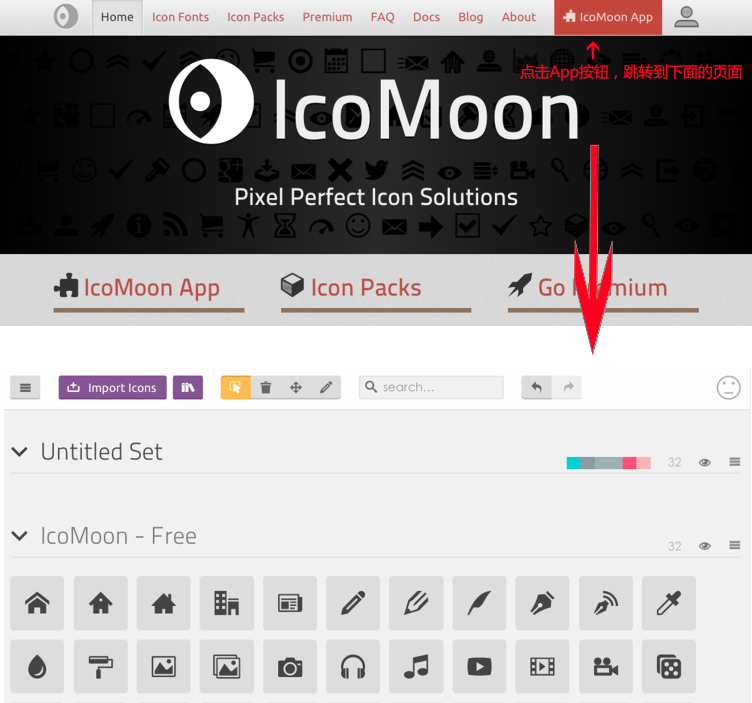 Home Icon Fonts Icon Packs Premium FAQ Docs Blog About IcoMoon App
点击App按钮，跳转到下面的页面
IcoMoon
Pixel Perfect Icon Solutions
IcoMoon App Icon Packs Go Premium
Import Icons search...
Untitled Set 32
IcoMoon - Free 32